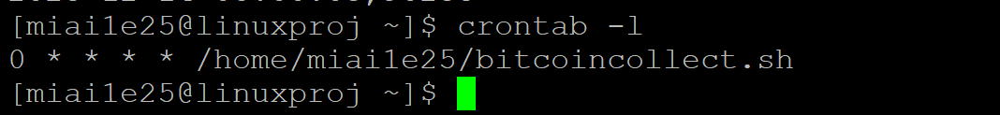 [miai1e25@linuxproj ~]$ crontab -l
0 * * * * /home/miai1e25/bitcoincollect.sh
[miai1e25@linuxproj ~]$